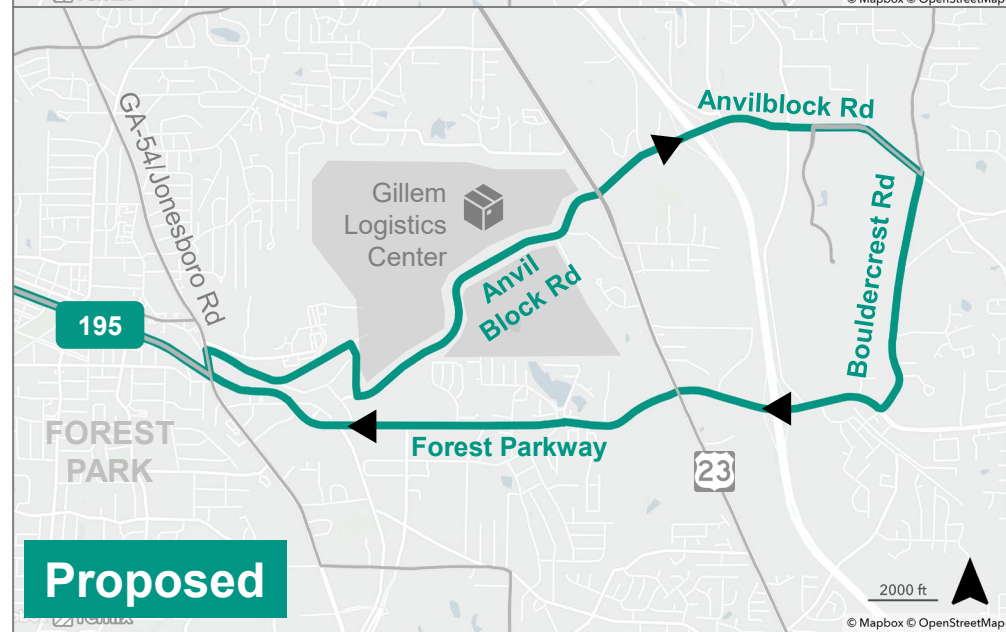 © Mapbox © OpenStreetMap
Anvilblock Rd
GA-54/Jonesboro Rd
Gillem
Logistics
Center
Anvil
Block Rd
Bouldercrest Rd
195
FOREST
PARK
Forest Parkway
23
Proposed
2000 ft
© Mapbox © OpenStreetMap